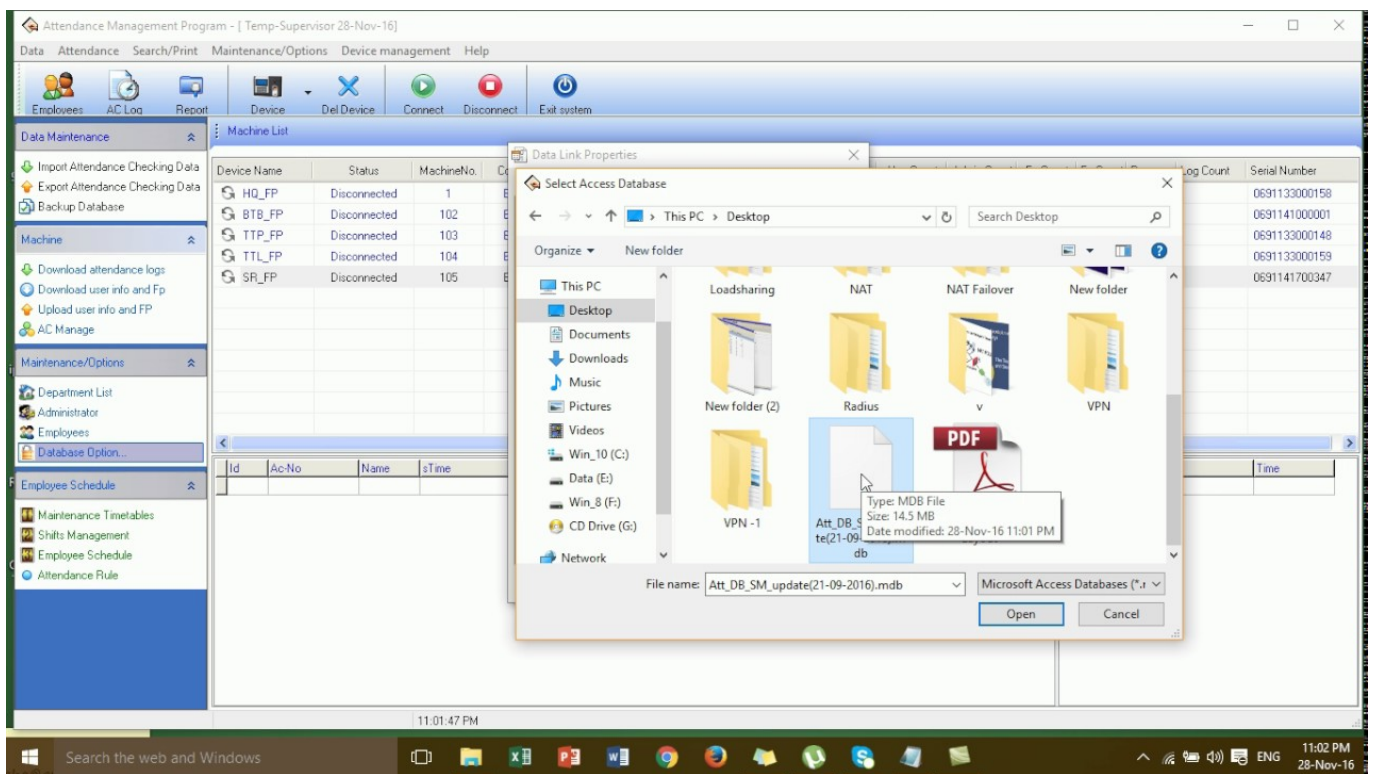 Attendance Management Program - [ Temp-Supervisor 28-Nov-16]
Data Attendance Search/Print Maintenance/Options Device management Help
Employees AC Log Report Device Del Device Connect Disconnect Exit system
Data Maintenance
Import Attendance Checking Data
Export Attendance Checking Data
Backup Database
Machine
Download attendance logs
Download user info and Fp
Upload user info and FP
AC Manage
Maintenance/Options
Department List
Administrator
Employees
Database Option...
Employee Schedule
Maintenance Timetables
Shifts Management
Employee Schedule
Attendance Rule
Machine List
Device Name Status MachineNo. Log Count Serial Number
HQ_FP Disconnected 1 0691133000158
BTB_FP Disconnected 102 0691141000001
TTP_FP Disconnected 103 0691133000148
TTL_FP Disconnected 104 0691133000159
SR_FP Disconnected 105 0691141700347
Id Ac-No Name sTime Time
Data Link Properties
Select Access Database
This PC > Desktop
Search Desktop
Organize New folder
This PC
Desktop
Documents
Downloads
Music
Pictures
Videos
Win_10 (C:)
Data (E:)
Win_8 (F:)
CD Drive (G:)
Network
Loadsharing NAT NAT Failover New folder
New folder (2) Radius v VPN
PDF
VPN -1
Att_DB_S
te(21-09-
db
Type: MDB File
Size: 14.5 MB
Date modified: 28-Nov-16 11:01 PM
File name: Att_DB_SM_update(21-09-2016).mdb Microsoft Access Databases (*.r
Open Cancel
11:01:47 PM
Search the web and Windows
ENG
11:02 PM
28-Nov-16